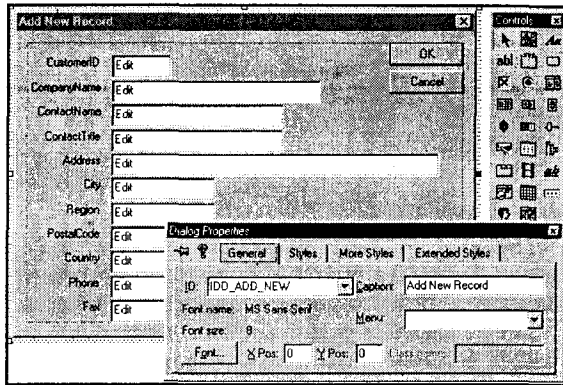 Add New Record
CustomerID Edit
OK
CompanyName Edit
Cancel
ContactName Edit
ContactTitle Edit
Address Edit
City Edit
Region Edit
PostalCode Edit
Country Edit
Phone Edit
Fax Edit
Controls
Aa
abl
ab
Dialog Properties
General Styles More Styles Extended Styles
ID: IDD_ADD_NEW Caption: Add New Record
Font name: MS Sans Serif
Menu:
Font size: 8
Font... X Pos: 0 Y Pos: 0 Class name: